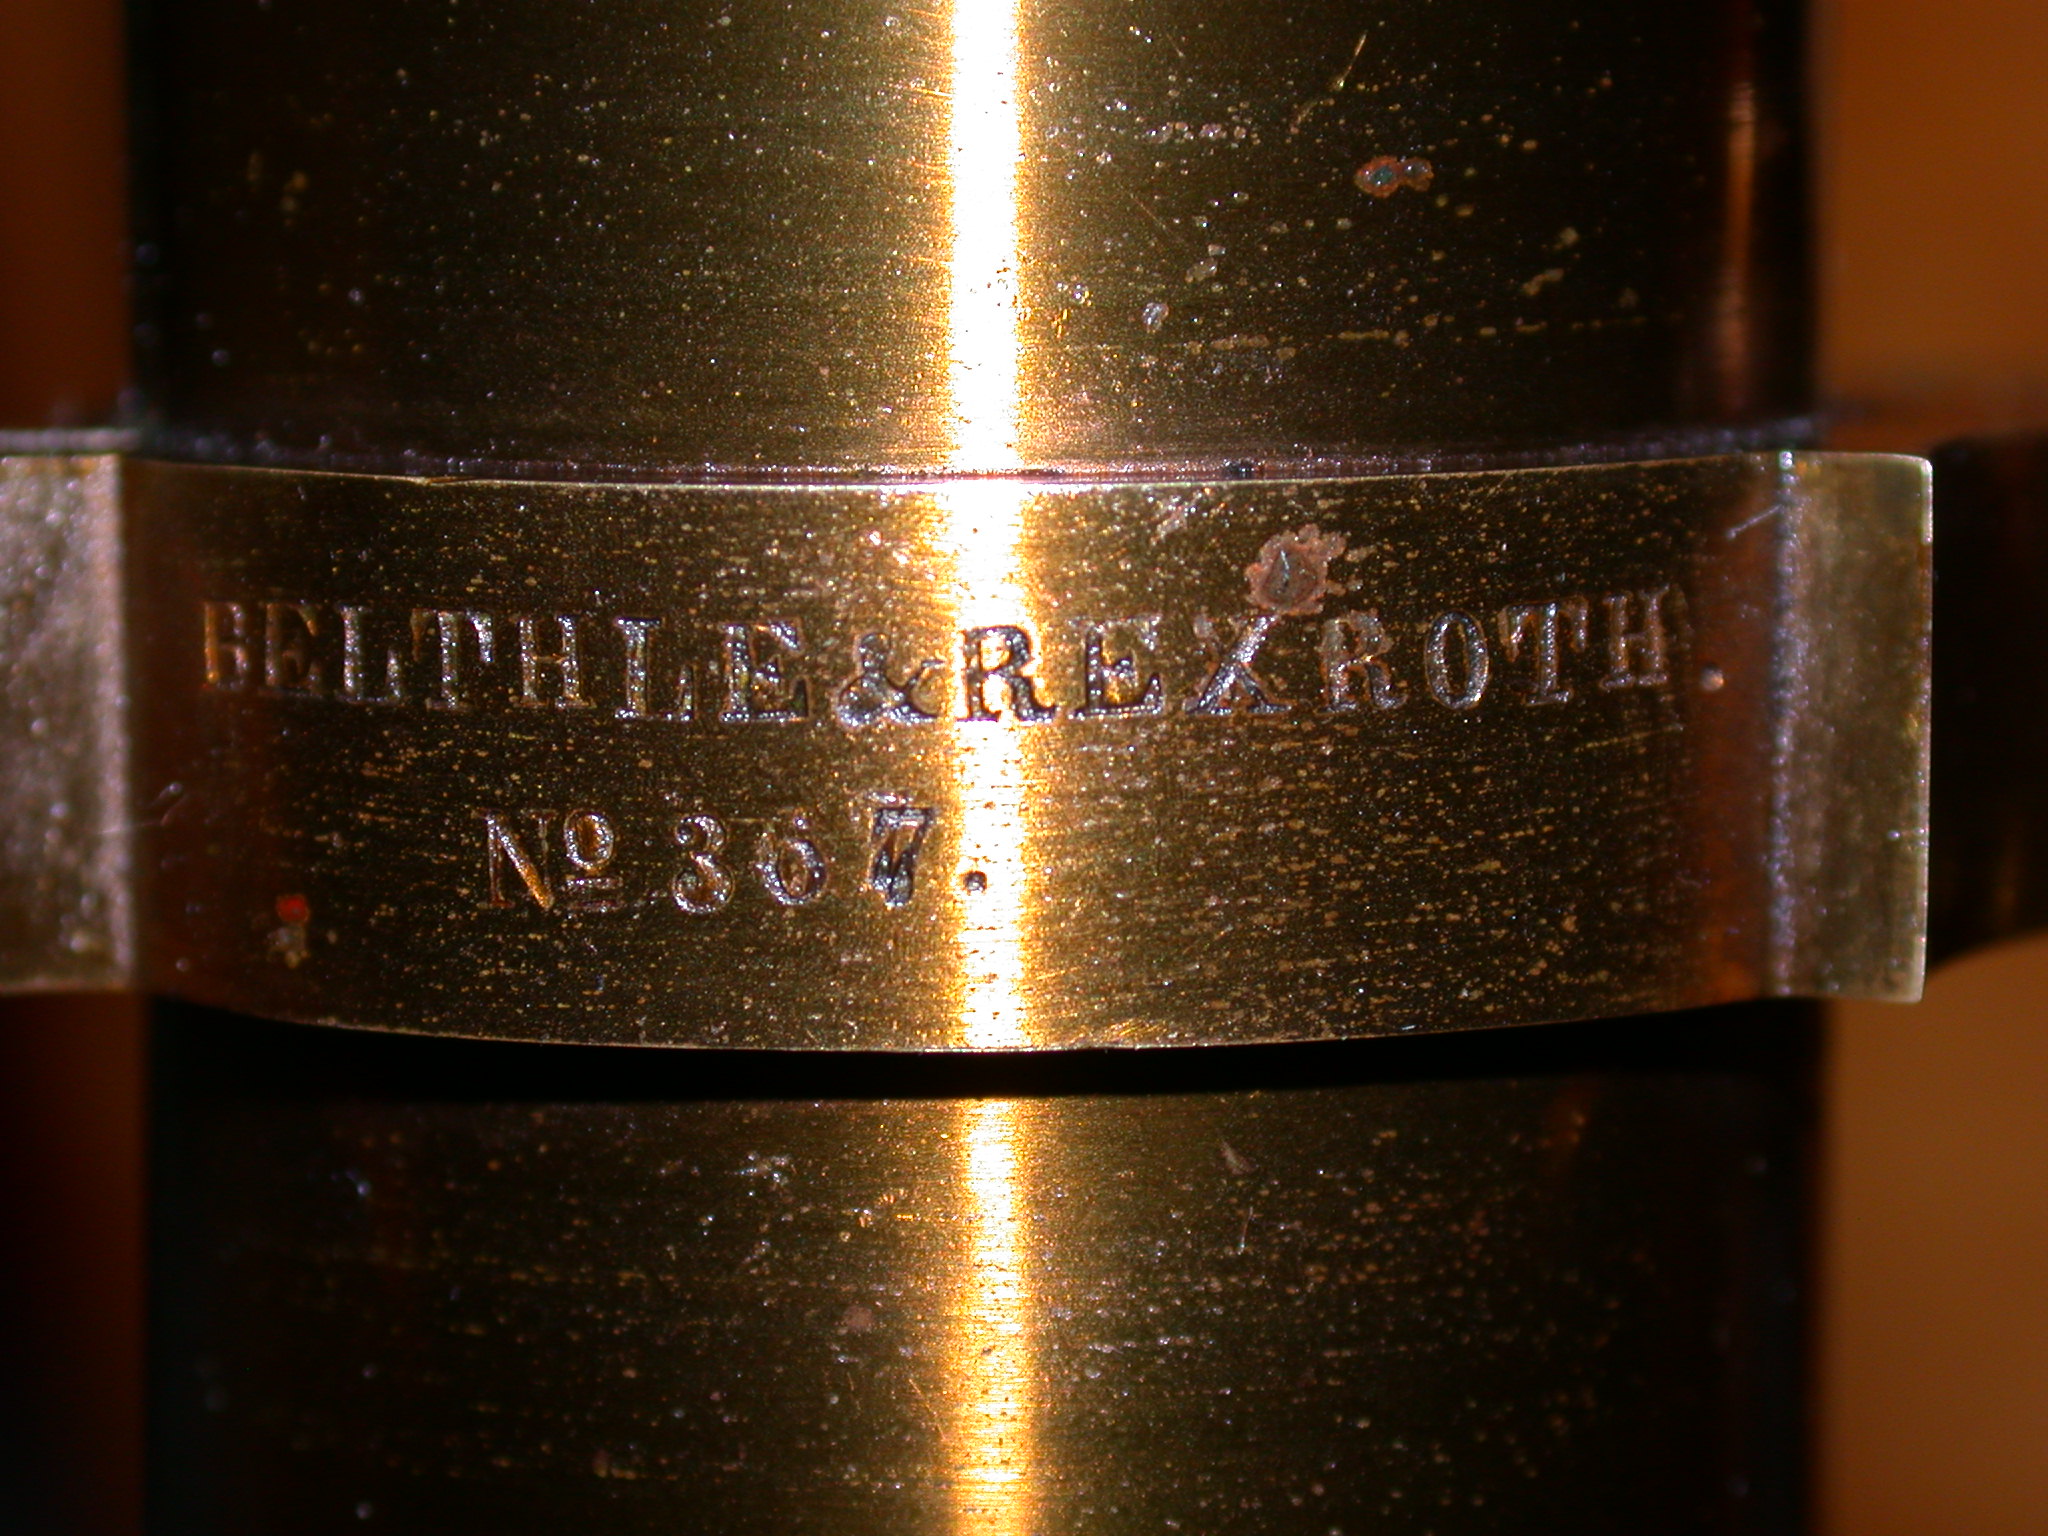 BELTHLE & REXROTH.
Nº 367.